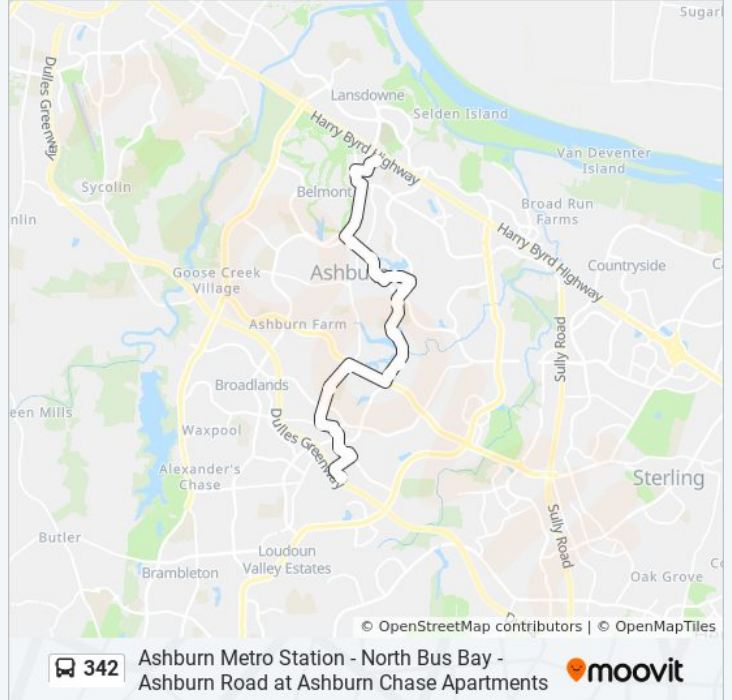 Sugarl
Lansdowne
Selden Island
Dulles Greenway
Harry Byrd Highway
Van Deventer
Island
Sycolin
Belmont
Broad Run
Farms
nlin
Harry Byrd Highway
Countryside
C
Goose Creek
Village
Ashbu
Ashburn Farm
Sully Road
Broadlands
een Mills
Dulles Greenway
Waxpool
Alexander's
Chase
Sterling
Sully Road
Butler
Loudoun
Valley Estates
Brambleton
Oak Grove
© OpenStreetMap contributors | © OpenMapTiles
342
Ashburn Metro Station - North Bus Bay -
Ashburn Road at Ashburn Chase Apartments
moovit